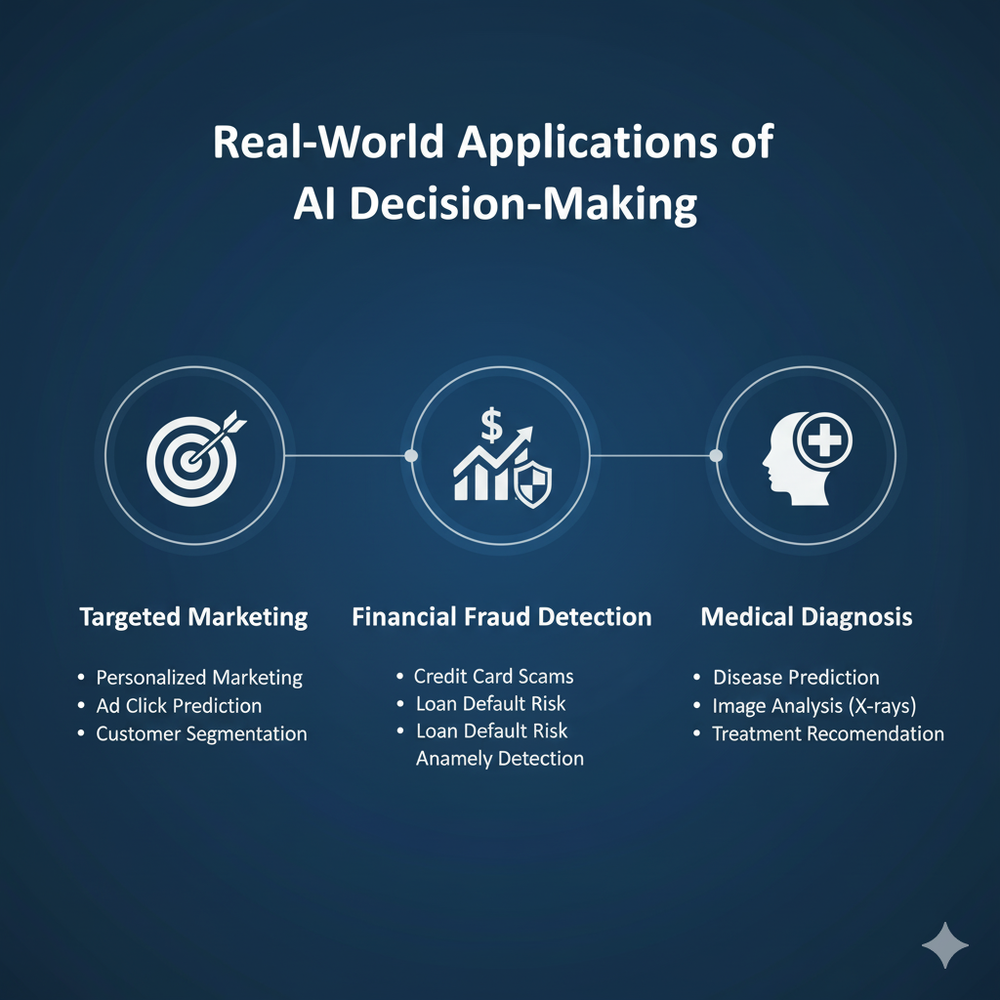 Real-World Applications of
AI Decision-Making
$
Targeted Marketing
• Personalized Marketing
• Ad Click Prediction
• Customer Segmentation
Financial Fraud Detection
• Credit Card Scams
• Loan Default Risk
• Loan Default Risk
Anamely Detection
Medical Diagnosis
• Disease Prediction
• Image Analysis (X-rays)
• Treatment Recomendation